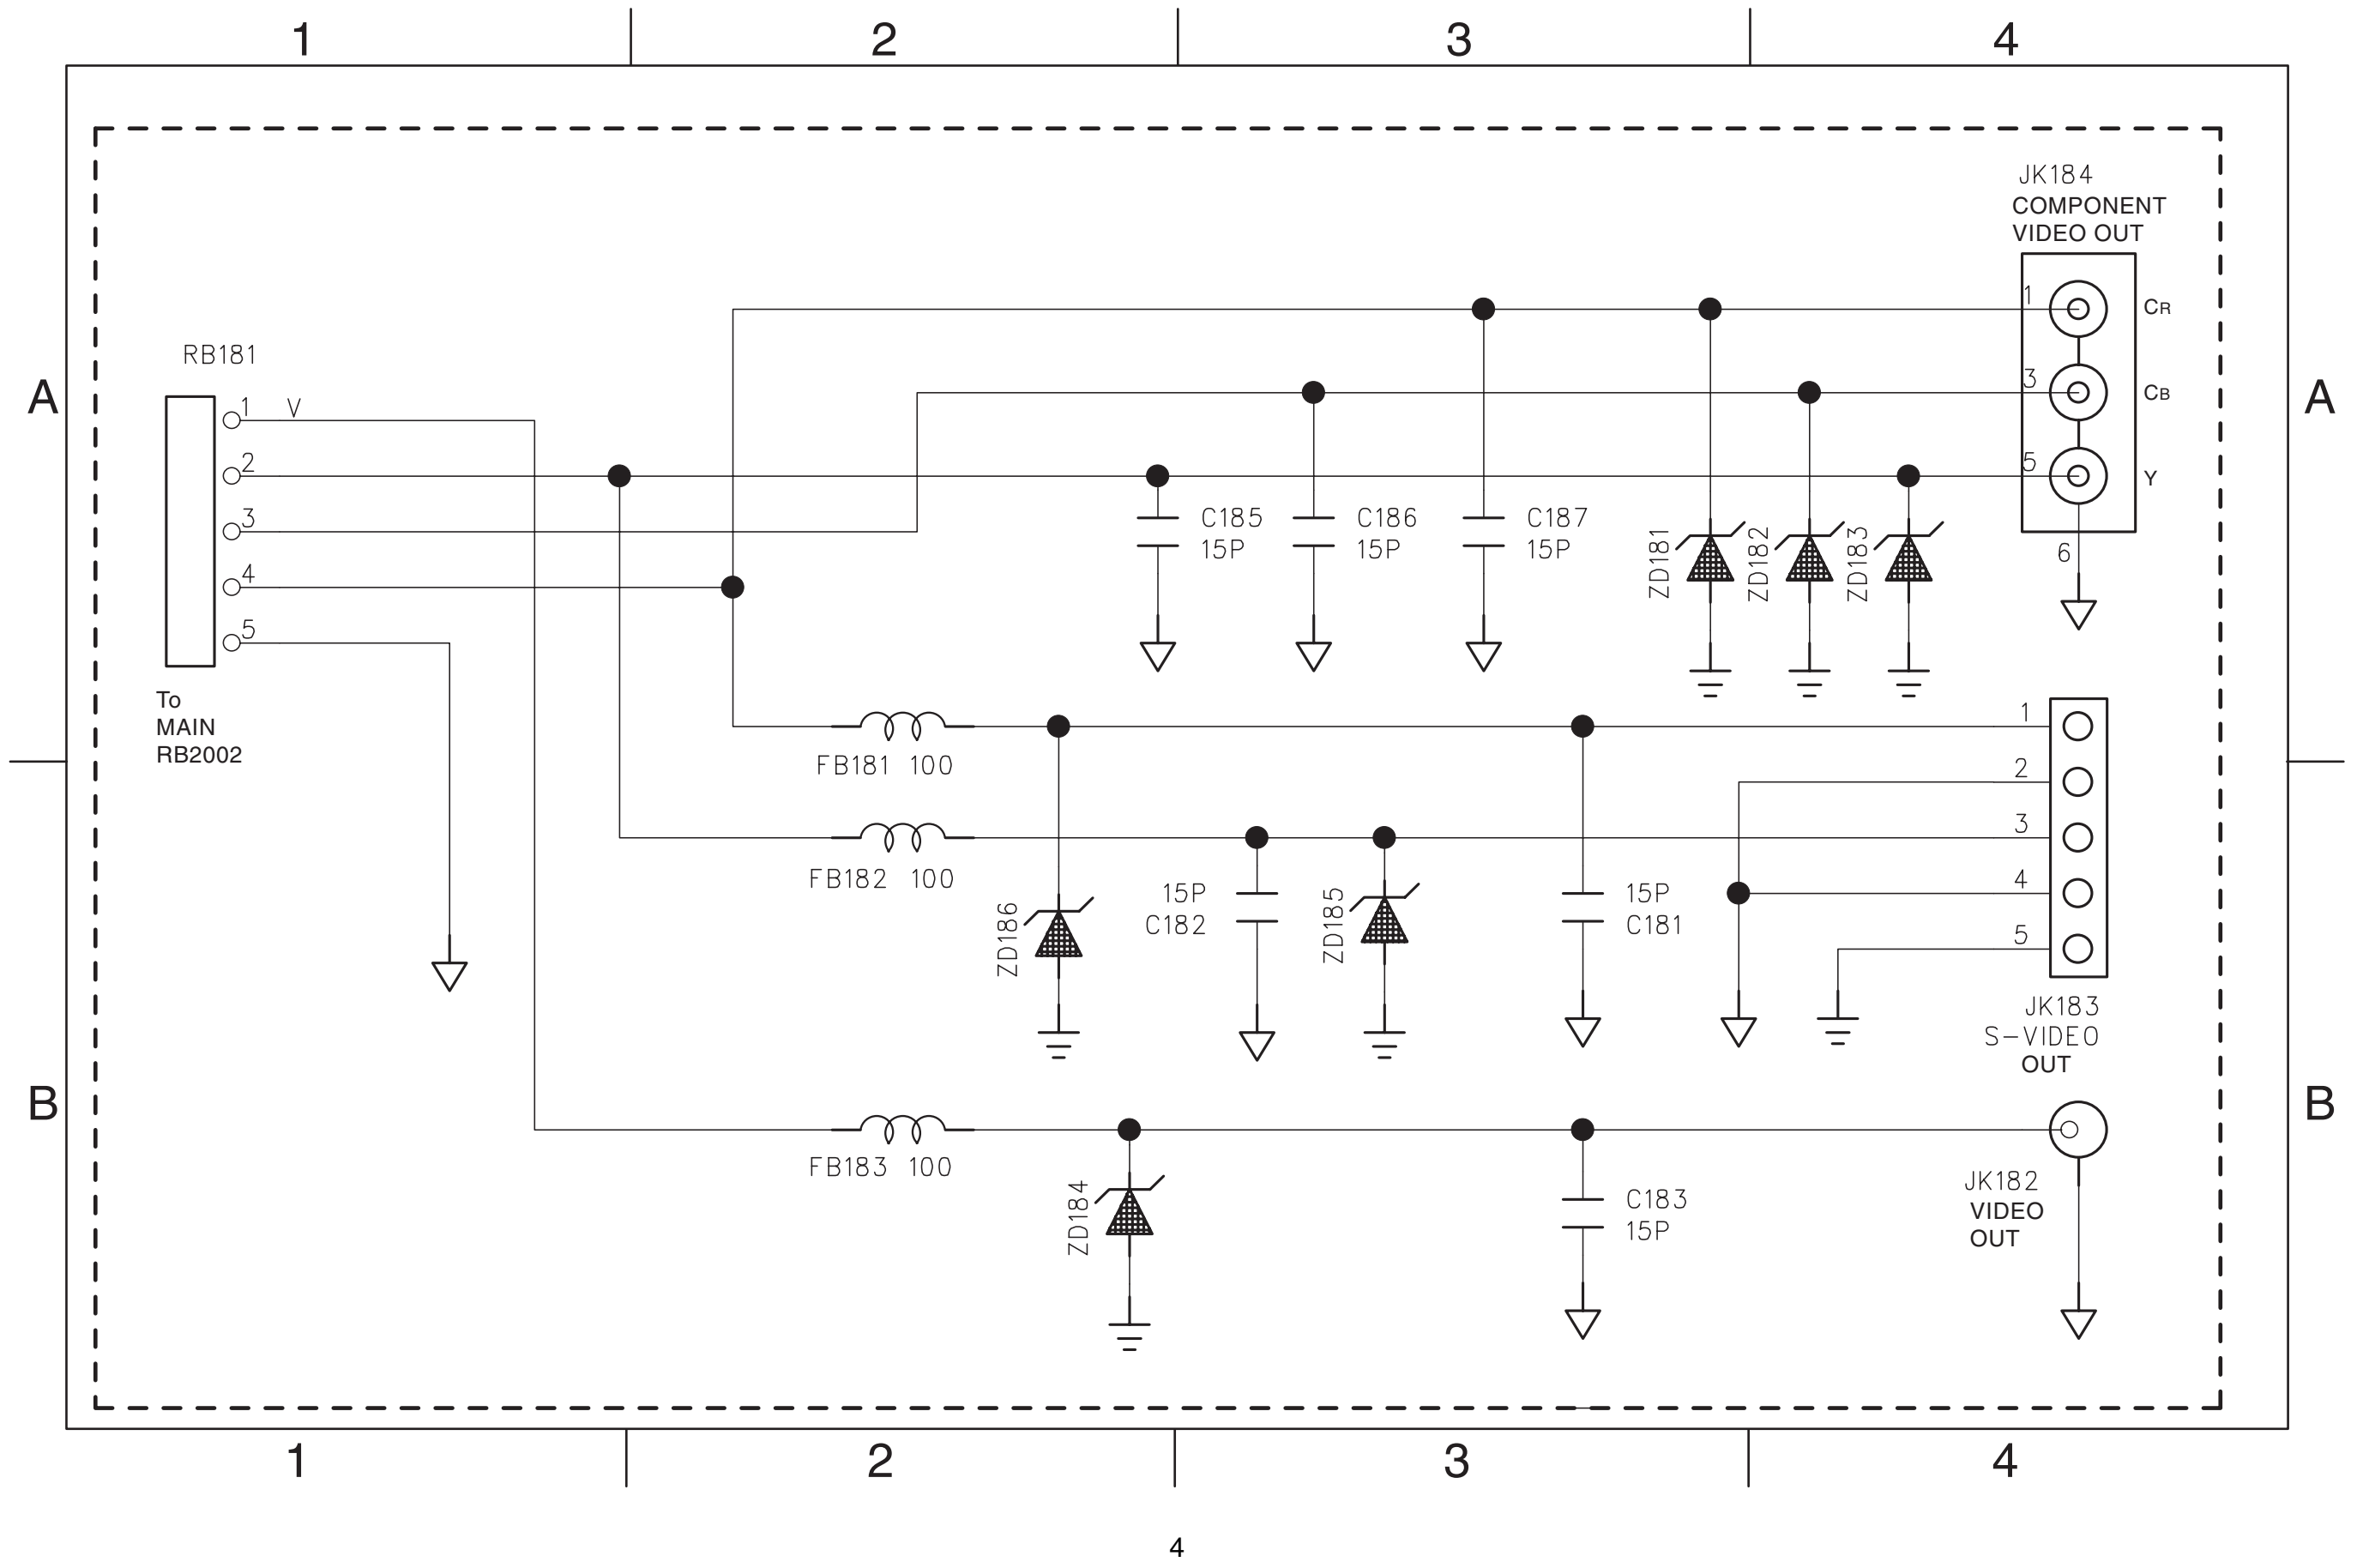 1 2 3 4
JK184
COMPONENT
VIDEO OUT
1 CR
RB181
A A
3 CB
1 V
2
5 Y
3
C185 C186 C187
15P 15P 15P
ZD181 ZD182 ZD183
6
4
5
To
MAIN
RB2002
1
FB181 100
2
3
FB182 100
4
15P 15P
C182 C181
ZD186 ZD185
5
JK183
S-VIDEO
OUT
B B
FB183 100
JK182
VIDEO
OUT
ZD184
C183
15P
1 2 3 4
4